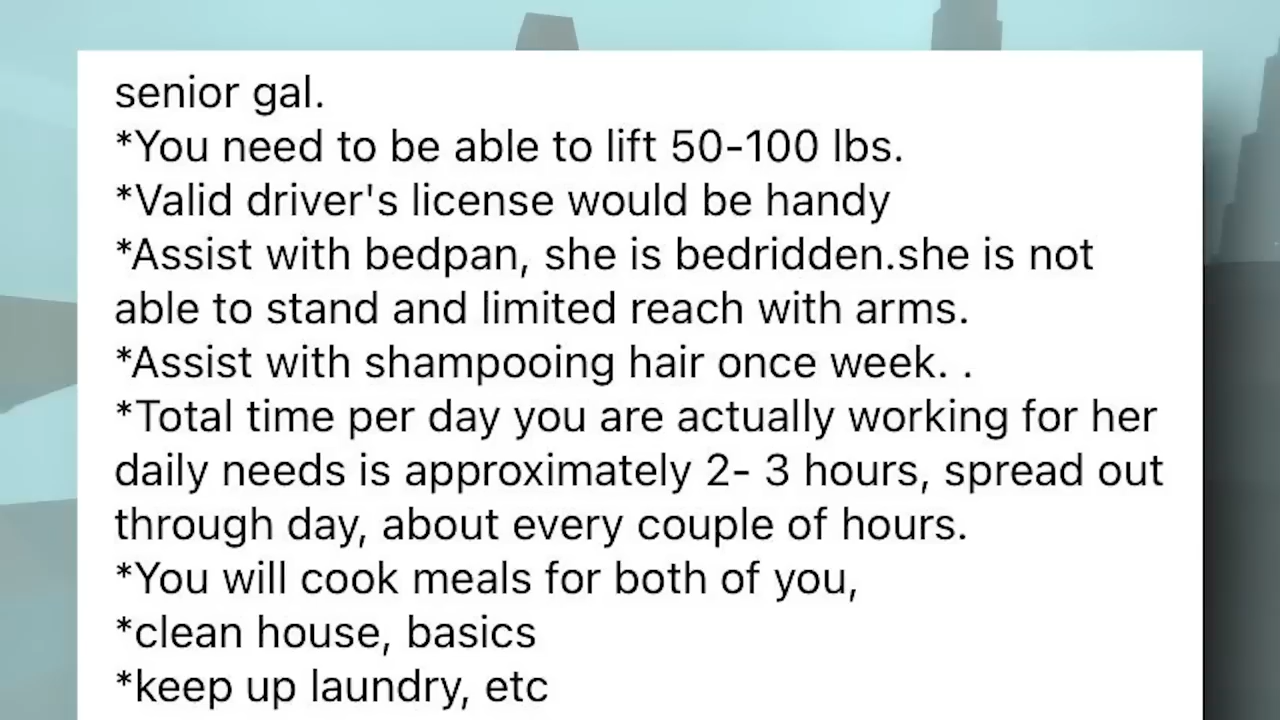 senior gal.
*You need to be able to lift 50-100 lbs.
*Valid driver's license would be handy
*Assist with bedpan, she is bedridden.she is not
able to stand and limited reach with arms.
*Assist with shampooing hair once week. .
*Total time per day you are actually working for her
daily needs is approximately 2- 3 hours, spread out
through day, about every couple of hours.
*You will cook meals for both of you,
*clean house, basics
*keep up laundry, etc